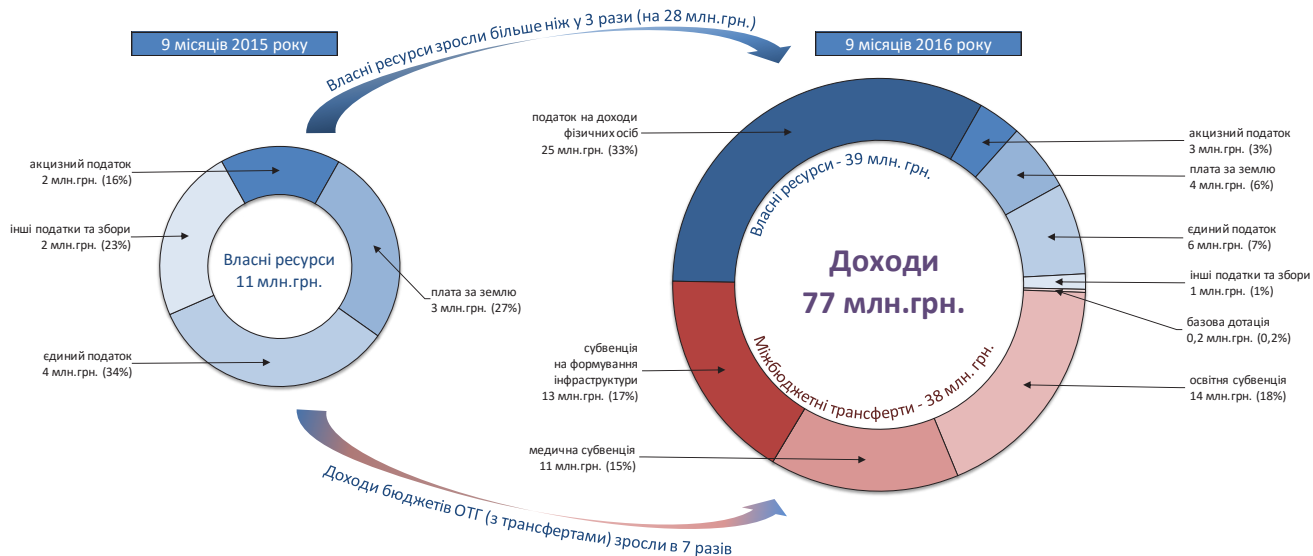 9 місяців 2015 року
Власні ресурси зросли більше ніж у 3 рази (на 28 млн.грн.)
9 місяців 2016 року
акцизний податок
2 млн.грн. (16%)
інші податки та збори
2 млн.грн. (23%)
Власні ресурси
11 млн.грн.
плата за землю
3 млн.грн. (27%)
єдиний податок
4 млн.грн. (34%)
податок на доходи
фізичних осіб
25 млн.грн. (33%)
Власні ресурси - 39 млн. грн.
акцизний податок
3 млн.грн. (3%)
плата за землю
4 млн.грн. (6%)
єдиний податок
6 млн.грн. (7%)
інші податки та збори
1 млн.грн. (1%)
базова дотація
0,2 млн.грн. (0,2%)
освітня субвенція
14 млн.грн. (18%)
Доходи
77 млн.грн.
Міжбюджетні трансферти - 38 млн. грн.
субвенція
на формування
інфраструктури
13 млн.грн. (17%)
медична субвенція
11 млн.грн. (15%)
Доходи бюджетів ОТГ (з трансфертами) зросли в 7 разів